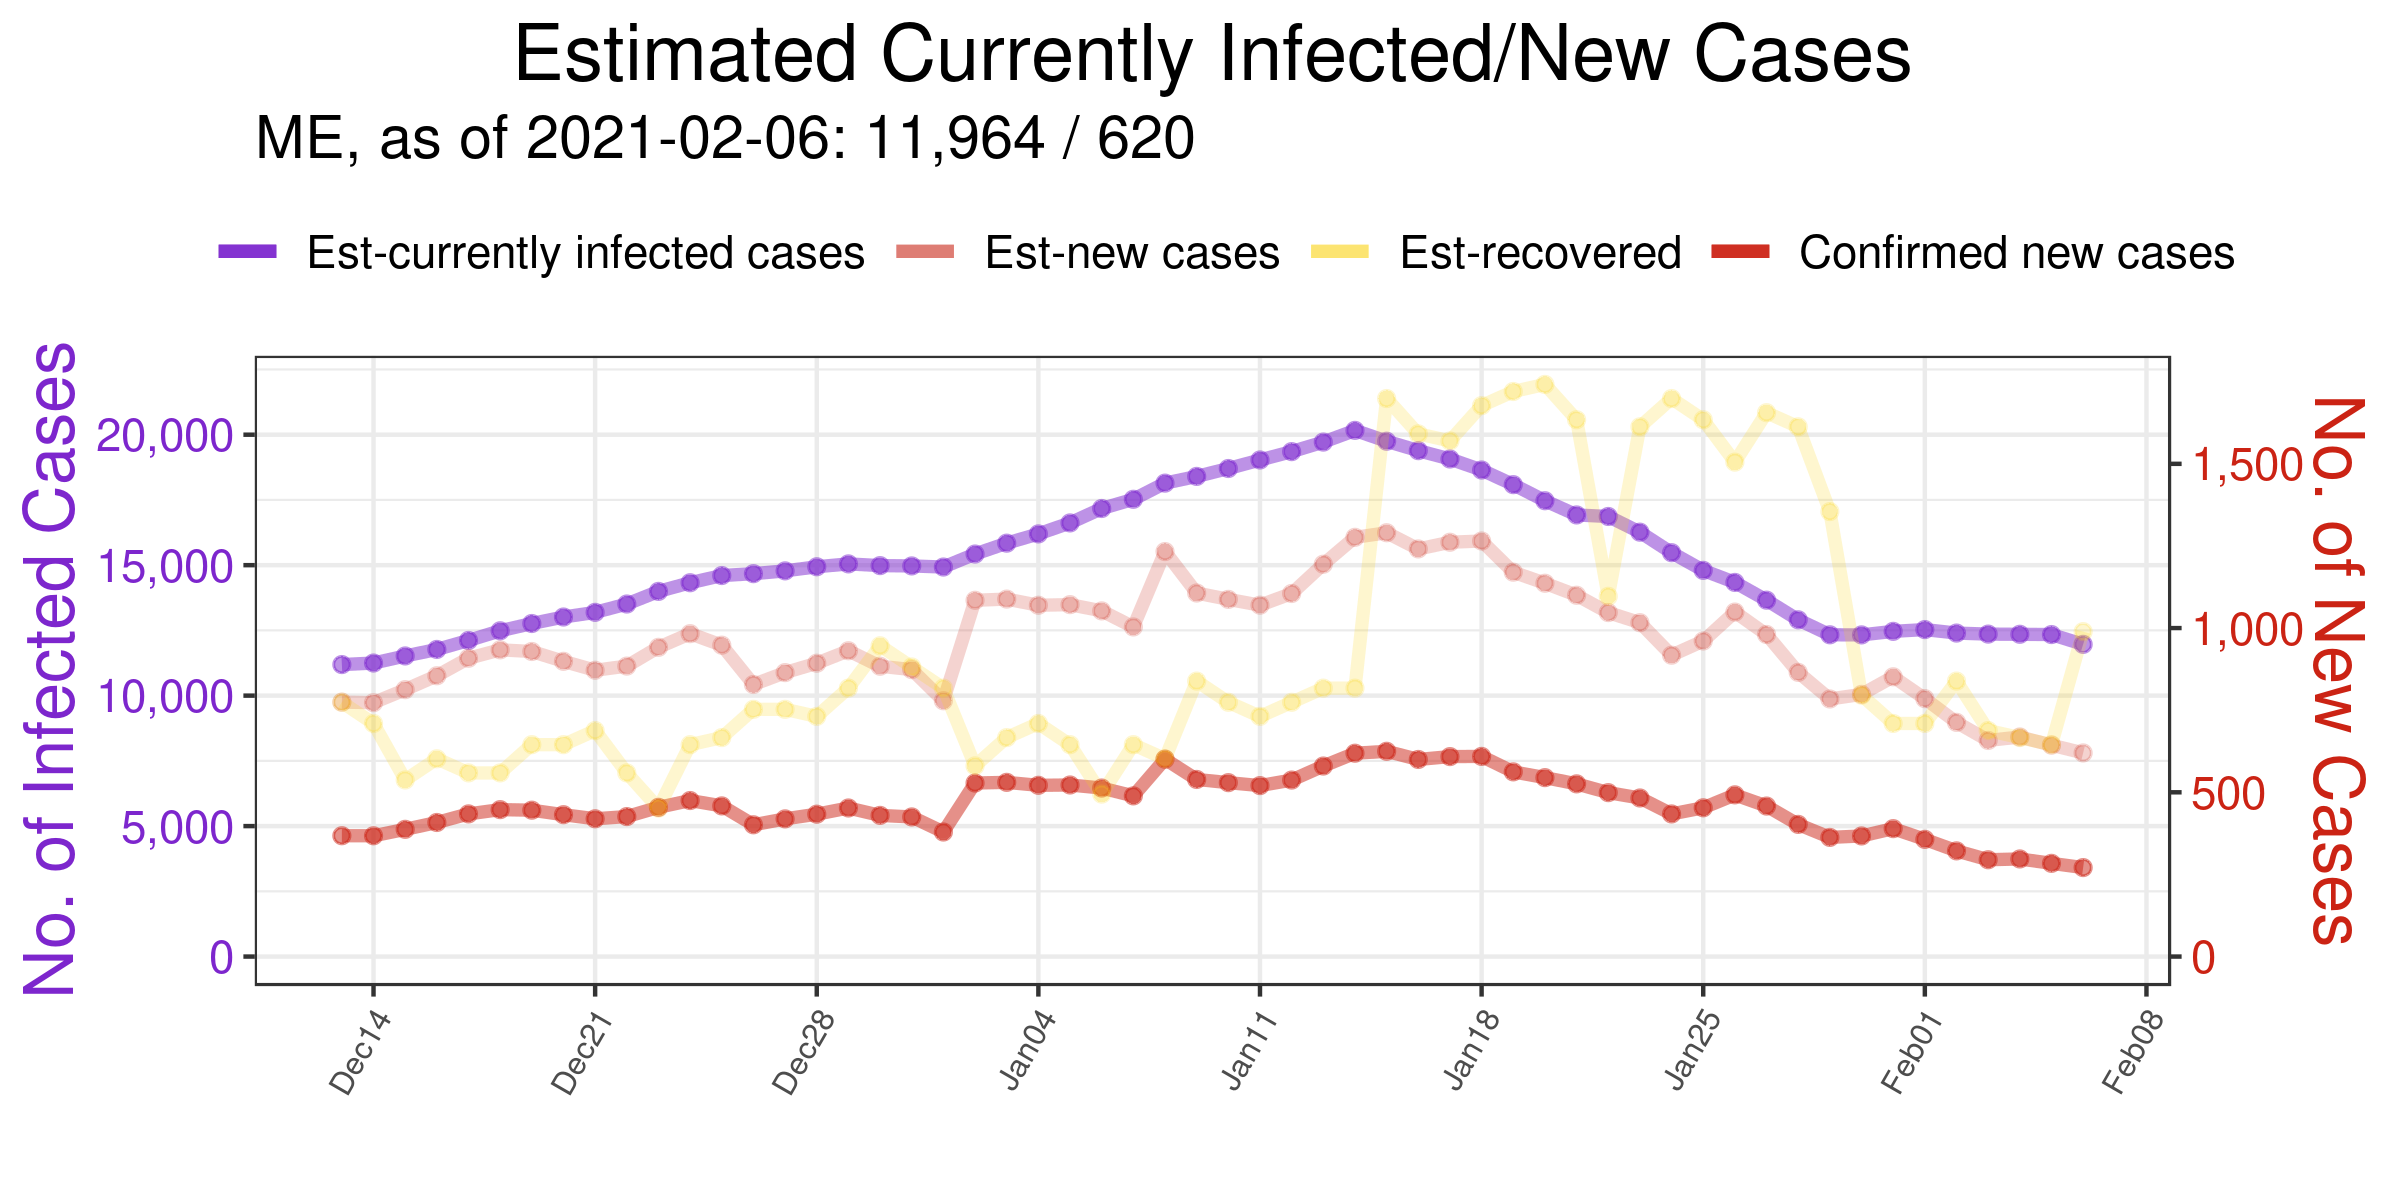 Estimated Currently Infected/New Cases
ME, as of 2021-02-06: 11,964 / 620
Est-currently infected cases Est-new cases Est-recovered Confirmed new cases
No. of Infected Cases
20,000
15,000
10,000
5,000
0
No. of New Cases
1,500
1,000
500
0
Dec14 Dec21 Dec28 Jan04 Jan11 Jan18 Jan25 Feb01 Feb08